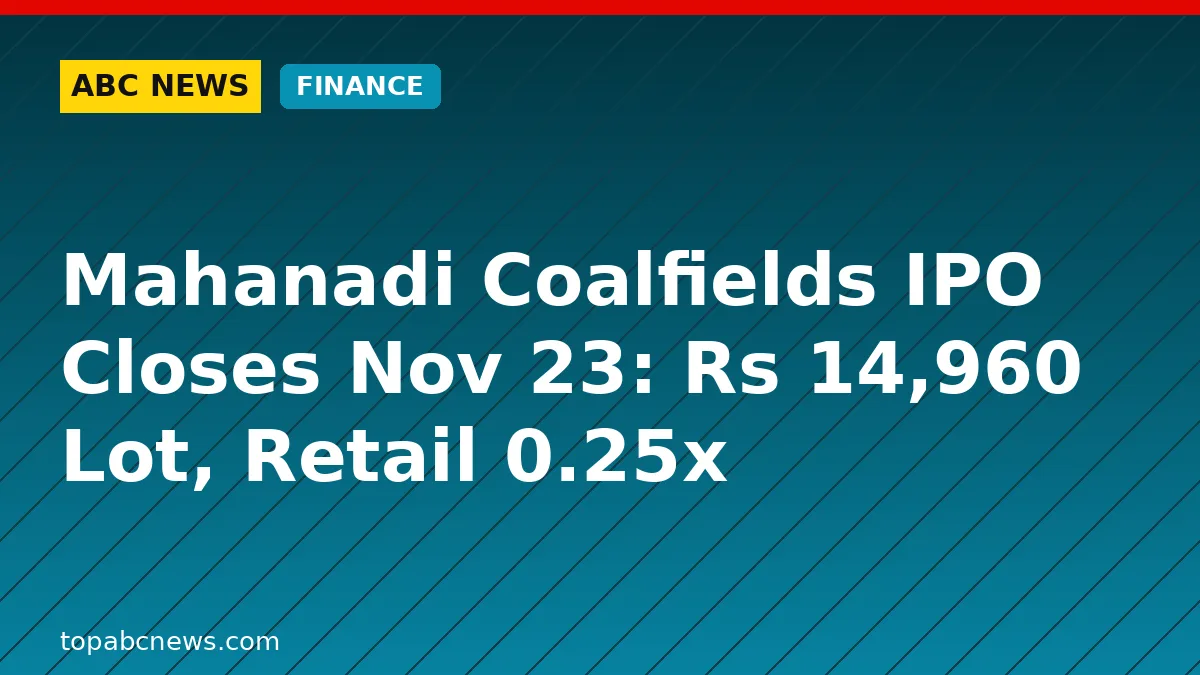 ABC NEWS
FINANCE
Mahanadi Coalfields IPO
Closes Nov 23: Rs 14,960
Lot, Retail 0.25x
topabcnews.com